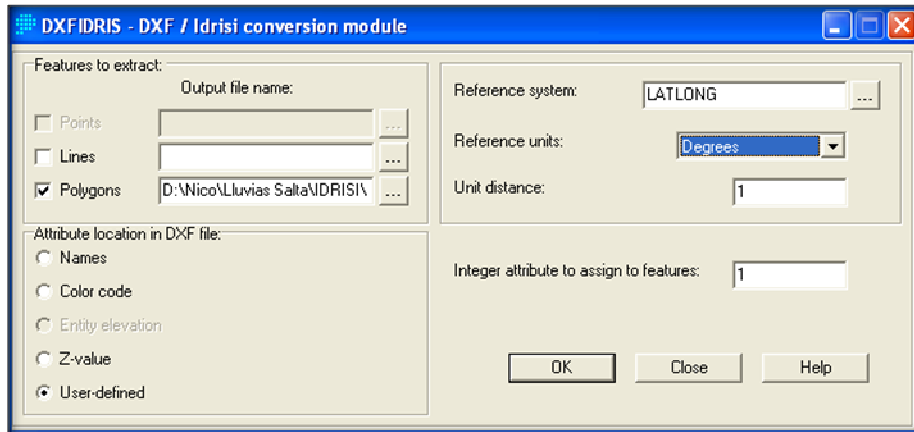 DXFIDRIS - DXF / Idrisi conversion module
Features to extract:
Output file name:
Points
...
Lines
...
Polygons
D:\Nico\Lluvias Salta\IDRISI\
...
Attribute location in DXF file:
Names
Color code
Entity elevation
Z-value
User-defined
Reference system:
LATLONG
...
Reference units:
Degrees
Unit distance:
1
Integer attribute to assign to features:
1
OK
Close
Help